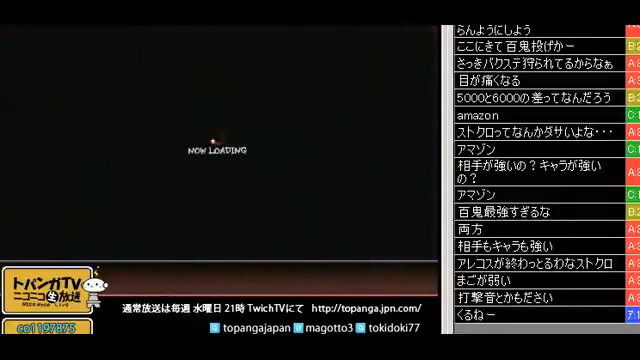 らんようにしよう
ここにきて百鬼投げかー
さっきバクステ狩られてるからなぁ
目が痛くなる
5000と6000の差ってなんだろう
amazon
ストクロってなんかダサいよな・・・
アマゾン
相手が強いの？キャラが強い
の？
アマゾン
百鬼最強すぎるな
両方
相手もキャラも強い
アレコスが終わっとるわなストクロ
まごが弱い
打撃音とかもださい
くるねー
NOW LOADING
トパンガTV
ニコニコ生放送
NICO NICO LIVE
co1197875
通常放送は毎週 水曜日 21時 TwichTVにて http://topanga.jpn.com/
topangajapan magotto3 tokidoki77